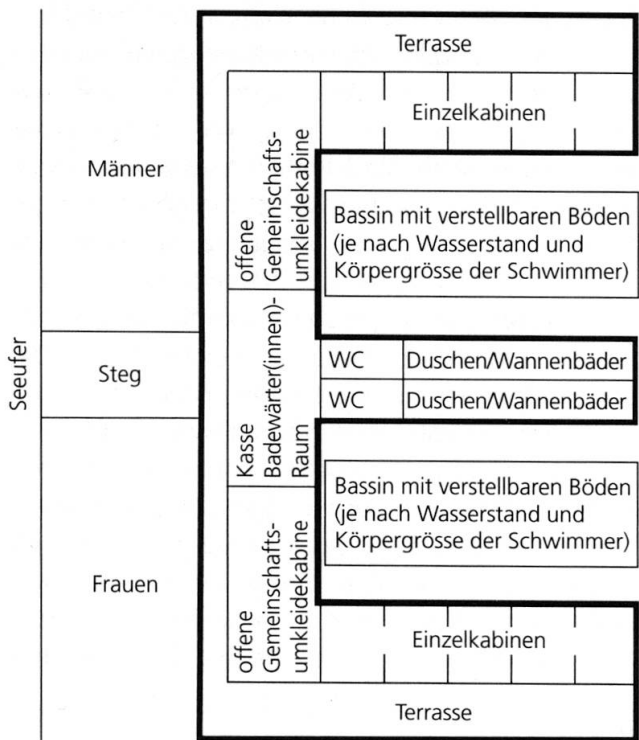 Terrasse
Einzelkabinen
offene
Gemeinschafts-
umkleidekabine
Männer
Bassin mit verstellbaren Böden
(je nach Wasserstand und
Körpergrösse der Schwimmer)
Seeufer
Steg
Kasse
Badewärter(innen)-
Raum
WC
Duschen/Wannenbäder
WC
Duschen/Wannenbäder
Bassin mit verstellbaren Böden
(je nach Wasserstand und
Körpergrösse der Schwimmer)
Frauen
offene
Gemeinschafts-
umkleidekabine
Einzelkabinen
Terrasse